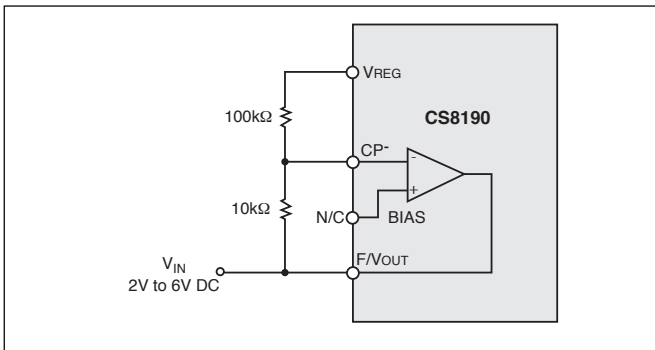 VREG
100kΩ
CS8190
CP-
-
10kΩ
+
N/C
BIAS
F/VOUT
VIN
2V to 6V DC